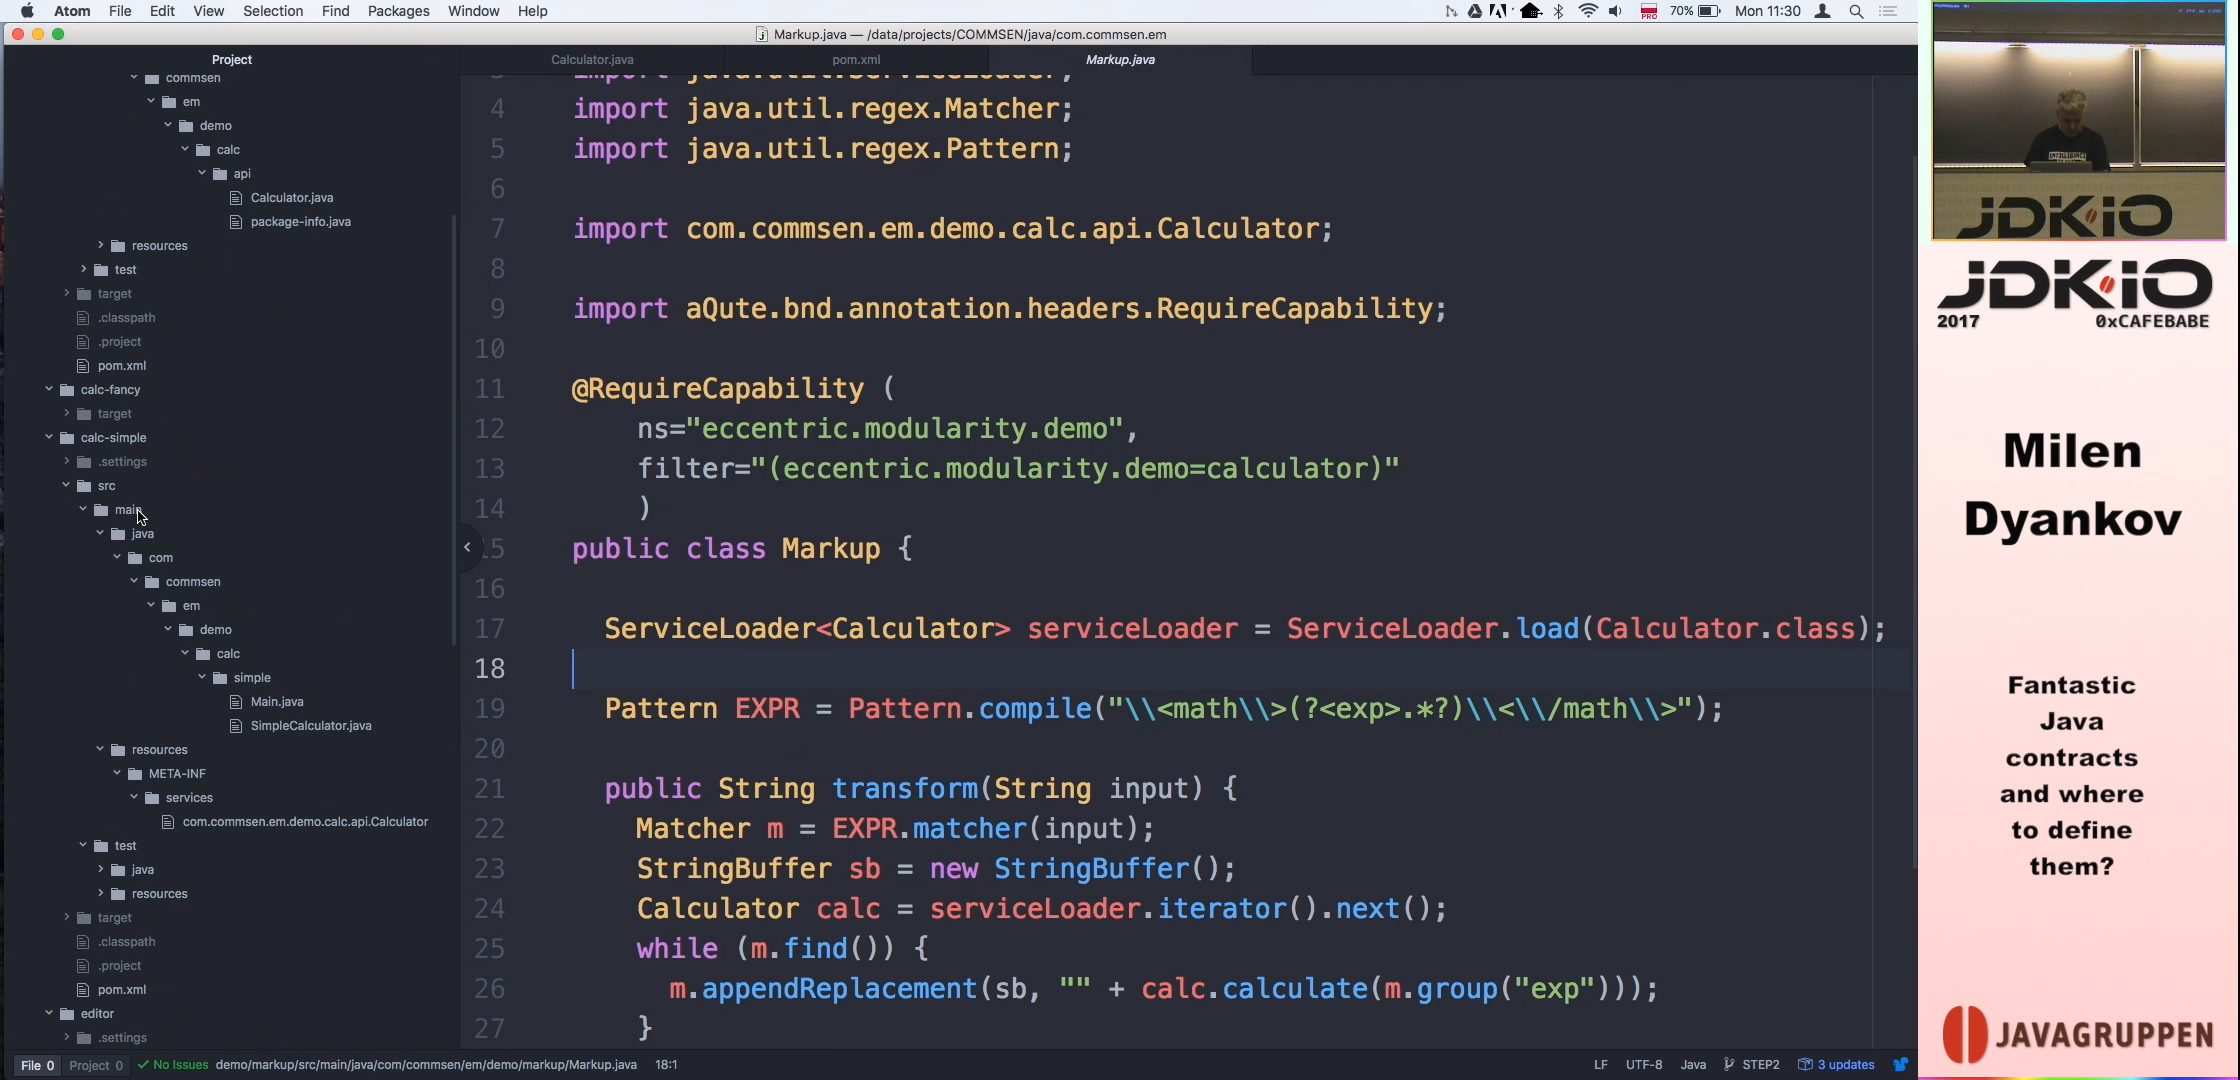 Atom File Edit View Selection Find Packages Window Help
70% Mon 11:30
PRO
Markup.java — /data/projects/COMMSEN/java/com.commsen.em
Project
Calculator.java
pom.xml
Markup.java
commsen
em
demo
calc
api
Calculator.java
package-info.java
resources
test
target
.classpath
.project
pom.xml
calc-fancy
target
calc-simple
.settings
src
main
java
com
commsen
em
demo
calc
simple
Main.java
SimpleCalculator.java
resources
META-INF
services
com.commsen.em.demo.calc.api.Calculator
test
java
resources
target
.classpath
.project
pom.xml
editor
.settings
4 import java.util.regex.Matcher;
5 import java.util.regex.Pattern;
6
7 import com.commsen.em.demo.calc.api.Calculator;
8
9 import aQute.bnd.annotation.headers.RequireCapability;
10
11 @RequireCapability (
12 ns="eccentric.modularity.demo",
13 filter="(eccentric.modularity.demo=calculator)"
14 )
15 public class Markup {
16
17 ServiceLoader<Calculator> serviceLoader = ServiceLoader.load(Calculator.class);
18
19 Pattern EXPR = Pattern.compile("\\<math\\>(?<exp>.*?)\\<\\/math\\>");
20
21 public String transform(String input) {
22 Matcher m = EXPR.matcher(input);
23 StringBuffer sb = new StringBuffer();
24 Calculator calc = serviceLoader.iterator().next();
25 while (m.find()) {
26 m.appendReplacement(sb, "" + calc.calculate(m.group("exp")));
27 }
File 0 Project 0 No Issues demo/markup/src/main/java/com/commsen/em/demo/markup/Markup.java 18:1
LF UTF-8 Java STEP2 3 updates
JDKiO
JDKiO
2017 0xCAFEBABE
Milen
Dyankov
Fantastic
Java
contracts
and where
to define
them?
JAVAGRUPPEN